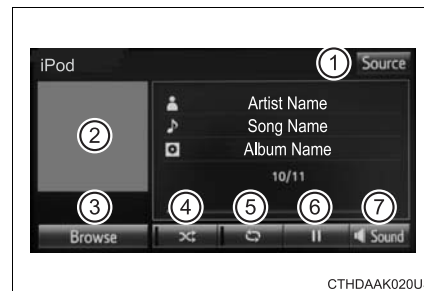 iPod
1
Source
2
Artist Name
Song Name
Album Name
10/11
3
4
5
6
7
Browse
Sound
CTHDAAK020U